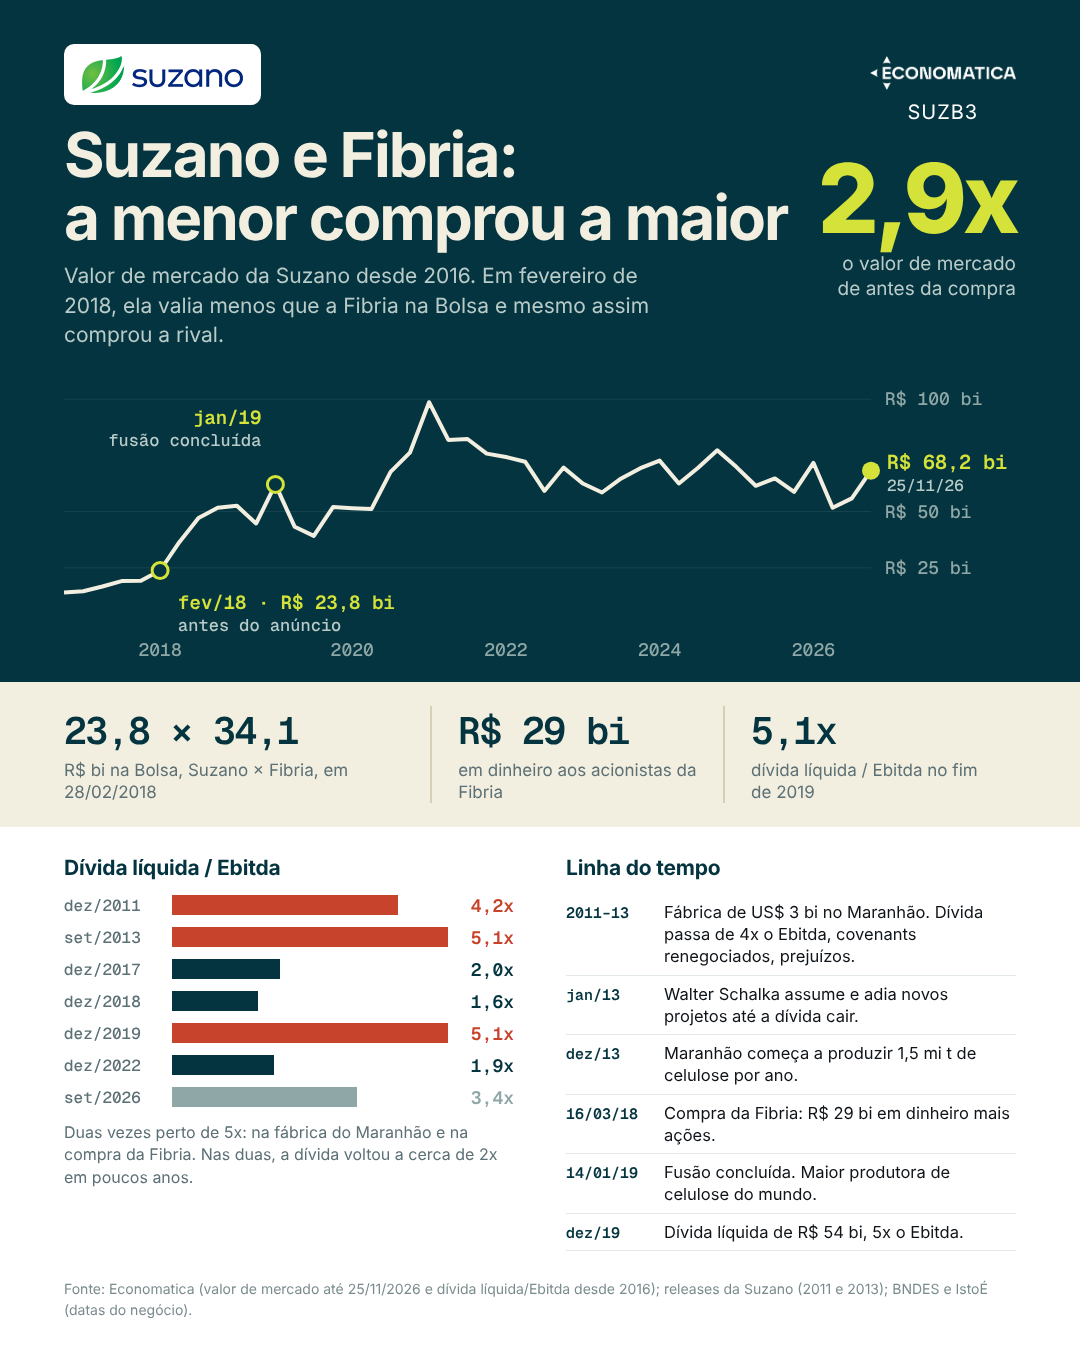 suzano
ECONOMATICA
SUZB3
Suzano e Fibria:
a menor comprou a maior
2,9x
o valor de mercado
de antes da compra
Valor de mercado da Suzano desde 2016. Em fevereiro de
2018, ela valia menos que a Fibria na Bolsa e mesmo assim
comprou a rival.
R$ 100 bi
jan/19
fusão concluída
R$ 68,2 bi
25/11/26
R$ 50 bi
R$ 25 bi
fev/18 · R$ 23,8 bi
antes do anúncio
2018 2020 2022 2024 2026
23,8 × 34,1
R$ bi na Bolsa, Suzano × Fibria, em
28/02/2018
R$ 29 bi
em dinheiro aos acionistas da
Fibria
5,1x
dívida líquida / Ebitda no fim
de 2019
Dívida líquida / Ebitda
dez/2011 4,2x
set/2013 5,1x
dez/2017 2,0x
dez/2018 1,6x
dez/2019 5,1x
dez/2022 1,9x
set/2026 3,4x
Duas vezes perto de 5x: na fábrica do Maranhão e na
compra da Fibria. Nas duas, a dívida voltou a cerca de 2x
em poucos anos.
Linha do tempo
2011–13 Fábrica de US$ 3 bi no Maranhão. Dívida
passa de 4x o Ebitda, covenants
renegociados, prejuízos.
jan/13 Walter Schalka assume e adia novos
projetos até a dívida cair.
dez/13 Maranhão começa a produzir 1,5 mi t de
celulose por ano.
16/03/18 Compra da Fibria: R$ 29 bi em dinheiro mais
ações.
14/01/19 Fusão concluída. Maior produtora de
celulose do mundo.
dez/19 Dívida líquida de R$ 54 bi, 5x o Ebitda.
Fonte: Economatica (valor de mercado até 25/11/2026 e dívida líquida/Ebitda desde 2016); releases da Suzano (2011 e 2013); BNDES e IstoÉ
(datas do negócio).